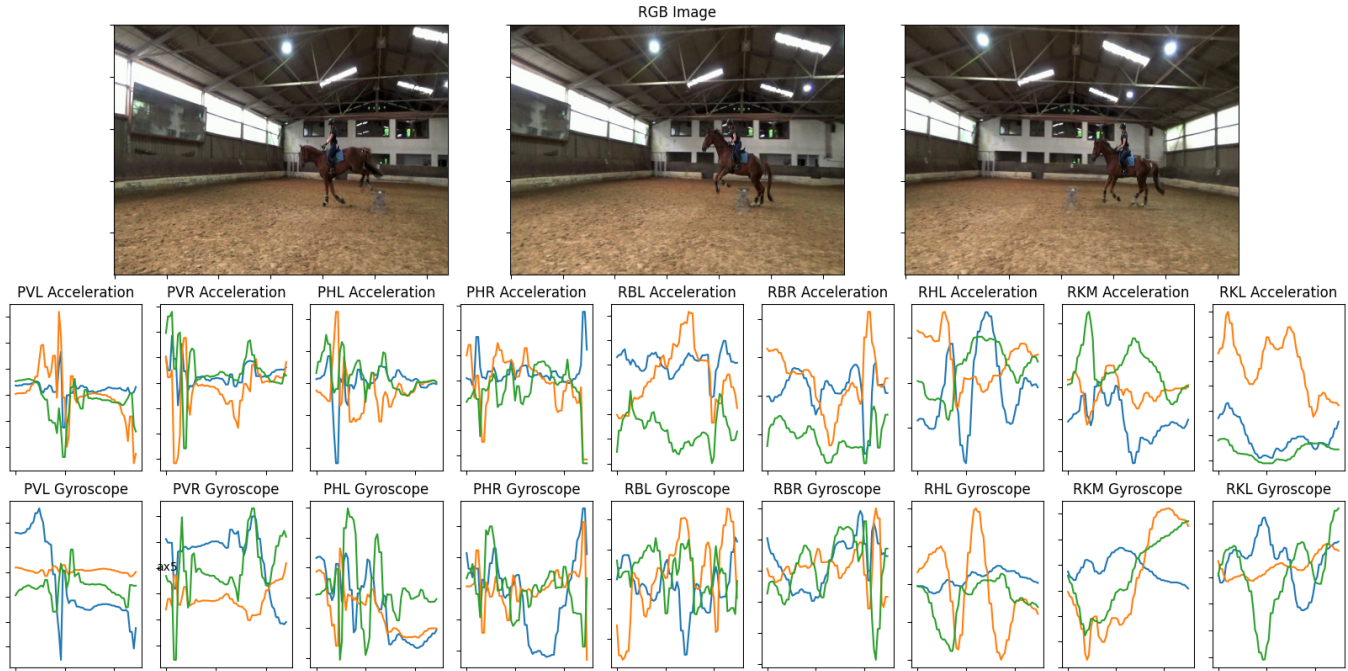 RGB Image
PVL Acceleration
PVR Acceleration
PHL Acceleration
PHR Acceleration
RBL Acceleration
RBR Acceleration
RHL Acceleration
RKM Acceleration
RKL Acceleration
PVL Gyroscope
PVR Gyroscope
PHL Gyroscope
PHR Gyroscope
RBL Gyroscope
RBR Gyroscope
RHL Gyroscope
RKM Gyroscope
RKL Gyroscope
ax5